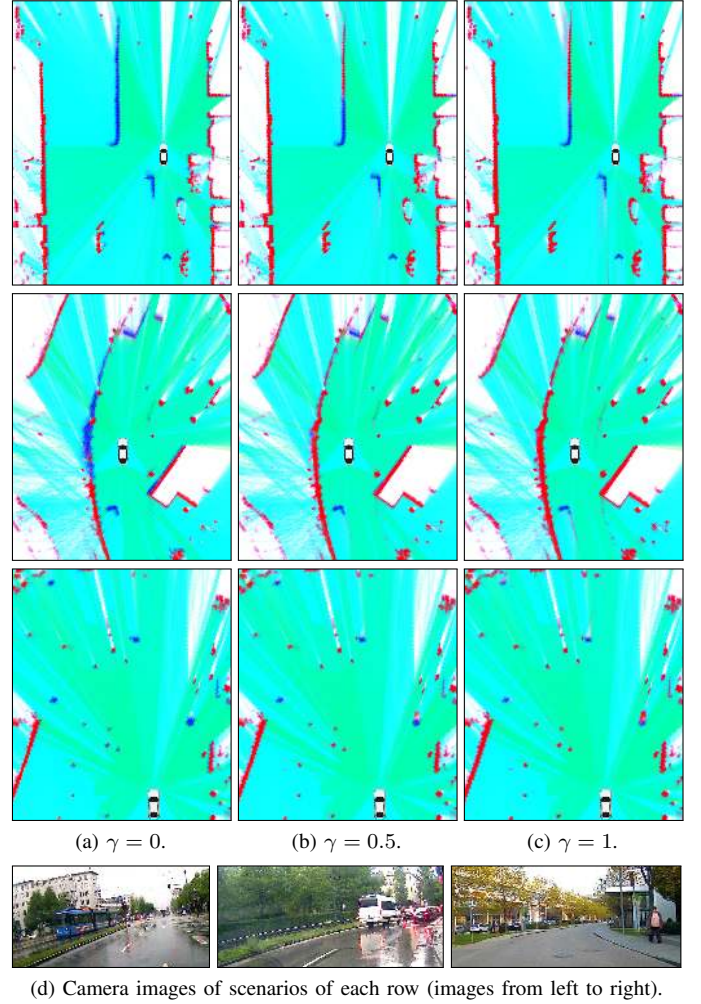 (a) γ = 0.
(b) γ = 0.5.
(c) γ = 1.
(d) Camera images of scenarios of each row (images from left to right).